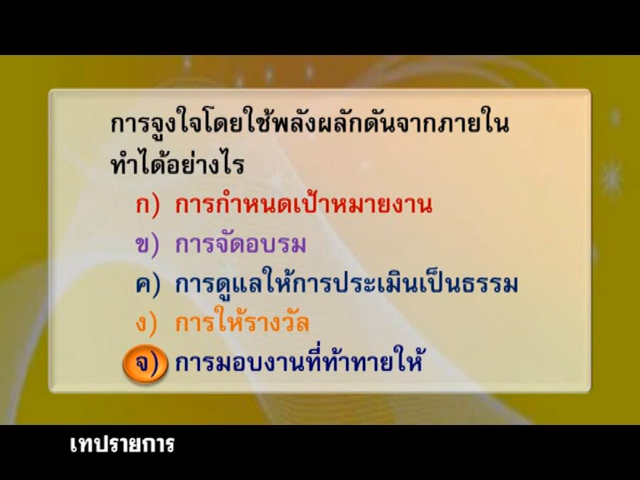 การจูงใจโดยใช้พลังผลักดันจากภายใน
ทำได้อย่างไร
ก) การกำหนดเป้าหมายงาน
ข) การจัดอบรม
ค) การดูแลให้การประเมินเป็นธรรม
ง) การให้รางวัล
จ) การมอบงานที่ท้าทายให้
เทปรายการ